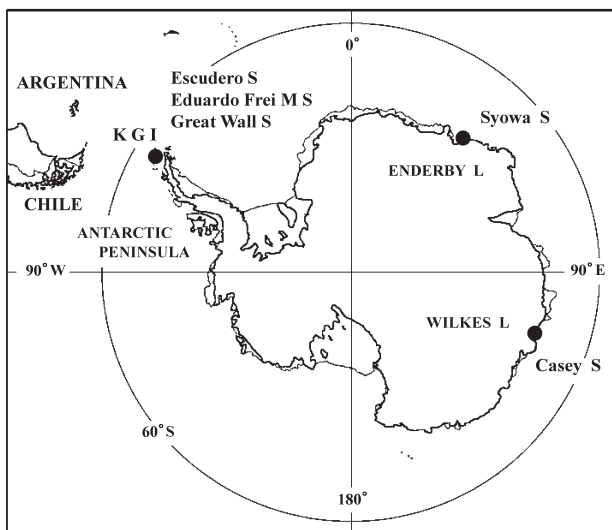 0°
ARGENTINA
Escudero S
Eduardo Frei M S
Great Wall S
K G I
Syowa S
ENDERBY L
CHILE
ANTARCTIC
PENINSULA
90°W
90°E
WILKES L
Casey S
60°S
180°